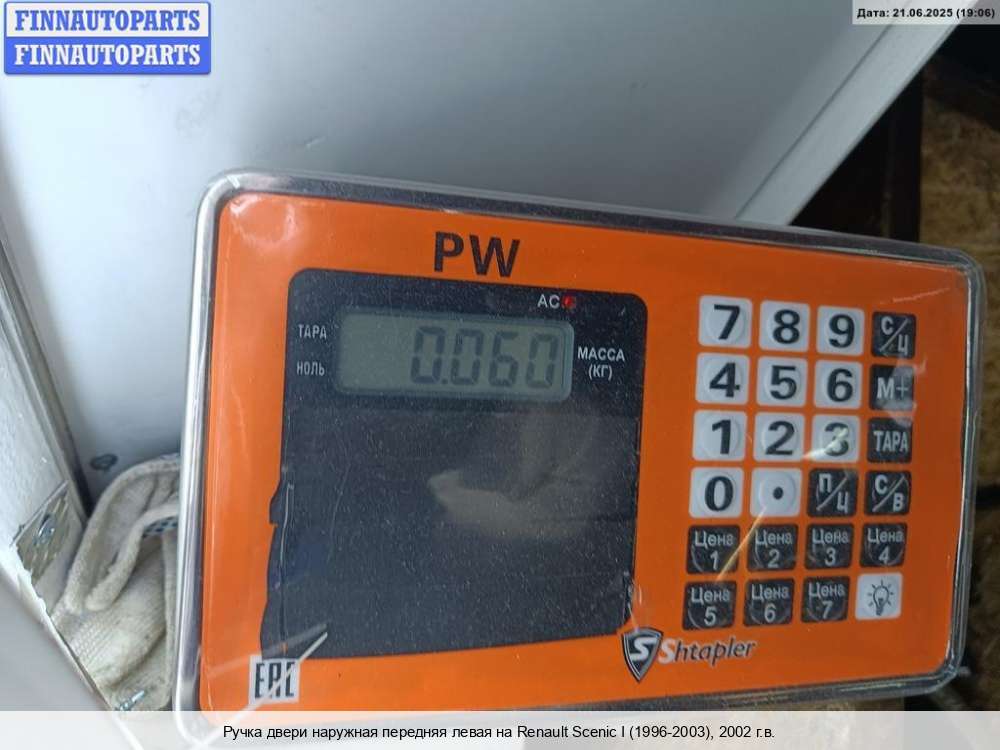 FINNAUTOPARTS
FINNAUTOPARTS
Дата: 21.06.2025 (19:06)
PW
AC
ТАРА
НОЛЬ
0.060
МАССА
(КГ)
7 8 9 С/Ц
4 5 6 М+
1 2 3 ТАРА
0 . П/Ц С/В
Цена 1 Цена 2 Цена 3 Цена 4
Цена 5 Цена 6 Цена 7
S Shtapler
EAC
Ручка двери наружная передняя левая на Renault Scenic I (1996-2003), 2002 г.в.